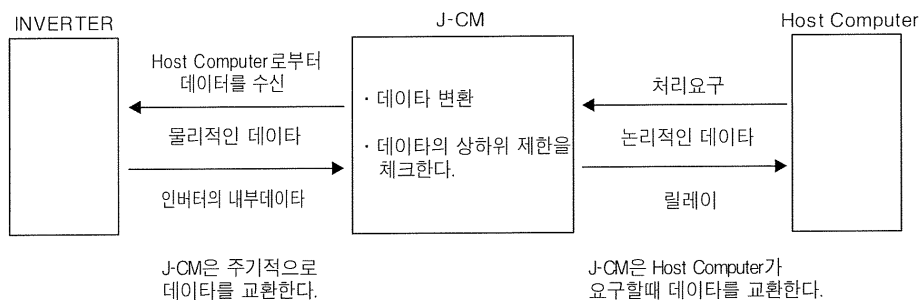 INVERTER
J-CM
Host Computer
Host Computer로부터
데이터를 수신
물리적인 데이타
인버터의 내부데이타
· 데이타 변환
· 데이타의 상하위 제한을
체크한다.
처리요구
논리적인 데이타
릴레이
J-CM은 주기적으로
데이타를 교환한다.
J-CM은 Host Computer가
요구할때 데이타를 교환한다.